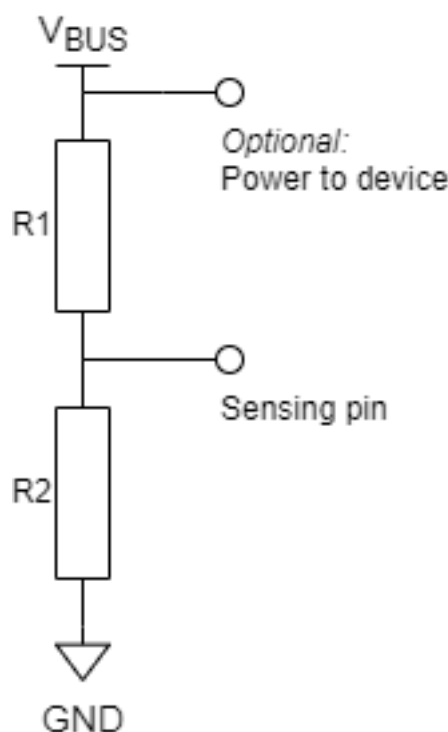 VBUS
Optional:
Power to device
R1
Sensing pin
R2
GND